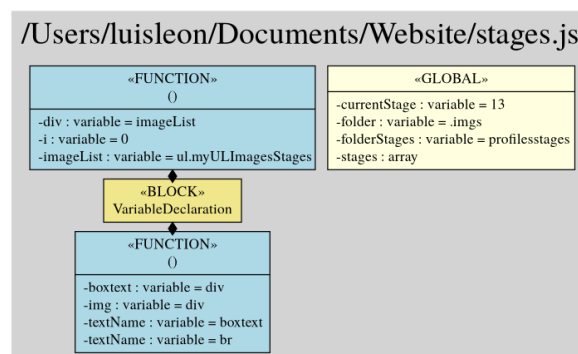 /Users/luisleon/Documents/Website/stages.js
«FUNCTION»
()
-div : variable = imageList
-i : variable = 0
-imageList : variable = ul.myULImagesStages
«GLOBAL»
-currentStage : variable = 13
-folder : variable = .imgs
-folderStages : variable = profilesstages
-stages : array
«BLOCK»
VariableDeclaration
«FUNCTION»
()
-boxtext : variable = div
-img : variable = div
-textName : variable = boxtext
-textName : variable = br